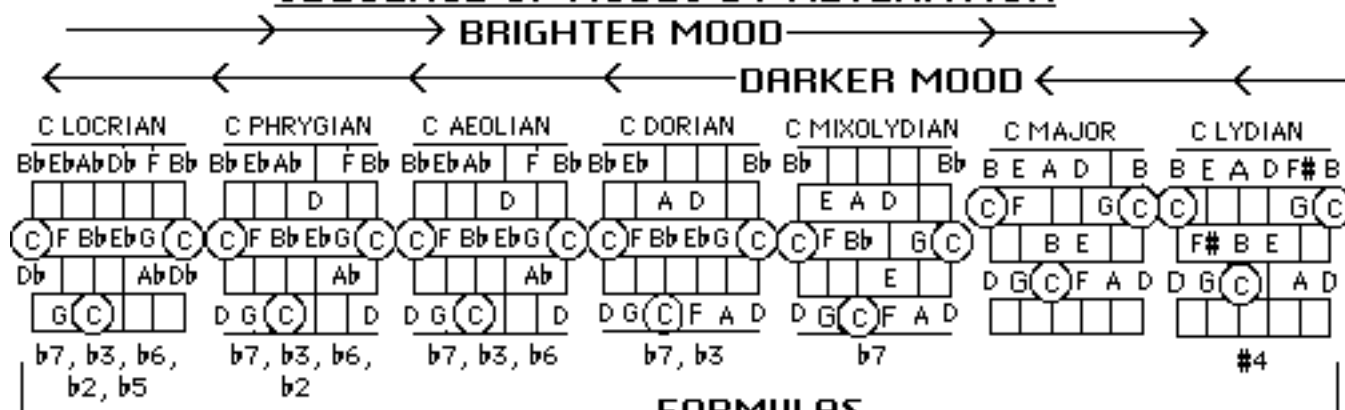 BRIGHTER MOOD
DARKER MOOD
C LOCRIAN C PHRYGIAN C AEOLIAN C DORIAN C MIXOLYDIAN C MAJOR C LYDIAN
Bb Eb Ab Db F Bb Bb Eb Ab F Bb Bb Eb Ab F Bb Bb Eb Bb Bb Bb B E A D B B E A D F# B
D D A D E A D C F G C C G C
C F Bb Eb G C C F Bb Eb G C C F Bb Eb G C C F Bb Eb G C C F Bb G C B E F# B E
Db Ab Db Ab Ab E D G C F A D D G C A D
G C D G C D D G C D D G C F A D D G C F A D
b7, b3, b6, b7, b3, b6, b7, b3, b6 b7, b3 b7 #4
b2, b5 b2
FORMULAS